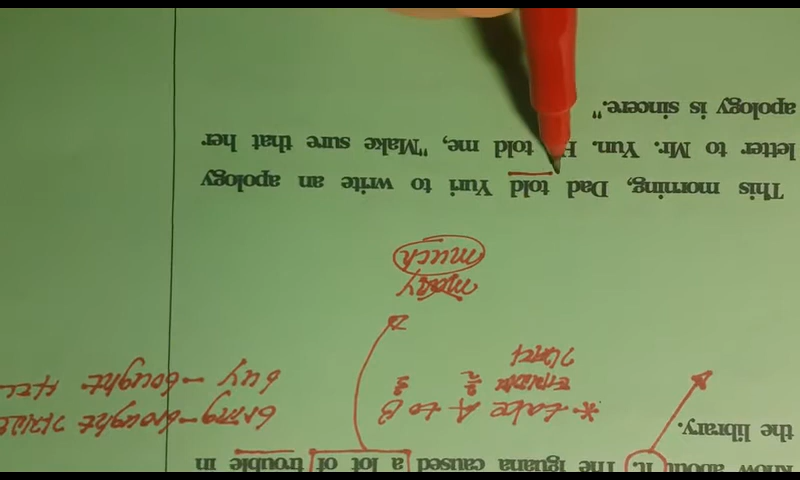 know about it. The iguana caused a lot of trouble in
the library.
* take A to B
bring - brought
buy - bought
many
much
This morning, Dad told Yuri to write an apology
letter to Mr. Yun. told me, "Make sure that her
apology is sincere."